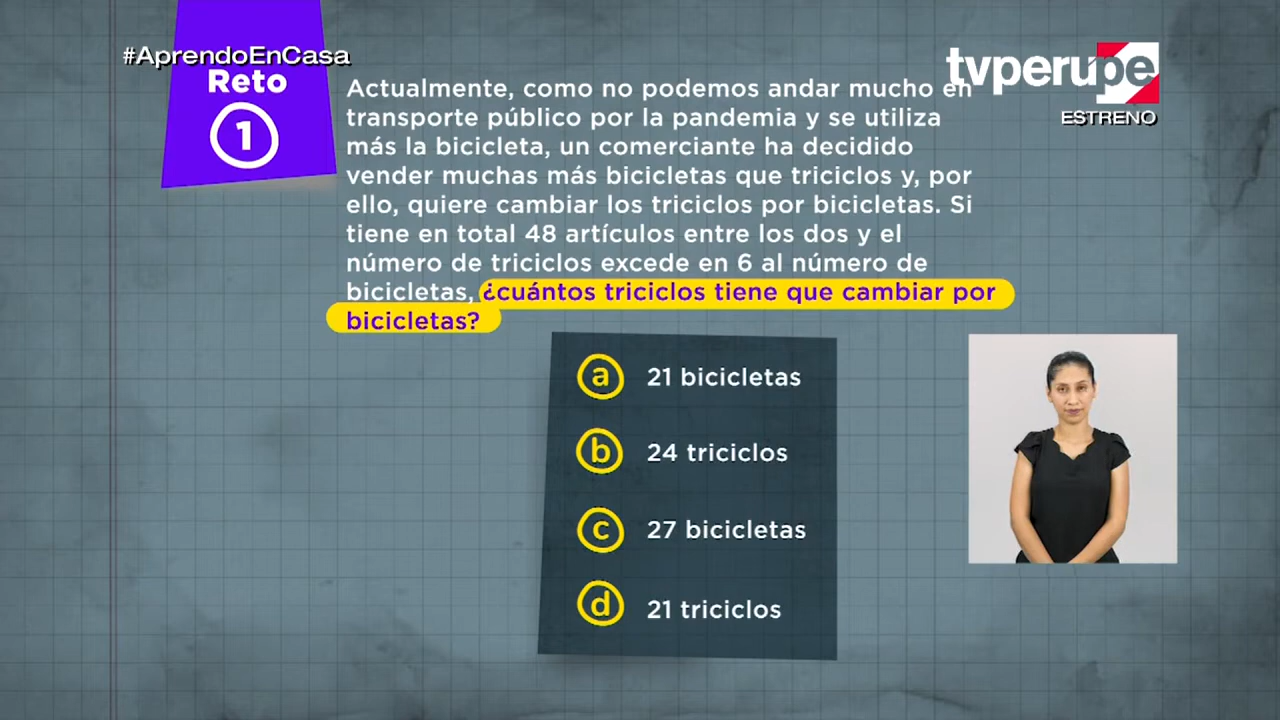 #AprendoEnCasa
Reto
1
Actualmente, como no podemos andar mucho en
transporte público por la pandemia y se utiliza
más la bicicleta, un comerciante ha decidido
vender muchas más bicicletas que triciclos y, por
ello, quiere cambiar los triciclos por bicicletas. Si
tiene en total 48 artículos entre los dos y el
número de triciclos excede en 6 al número de
bicicletas, ¿cuántos triciclos tiene que cambiar por
bicicletas?
tvperupe
ESTRENO
a 21 bicicletas
b 24 triciclos
c 27 bicicletas
d 21 triciclos